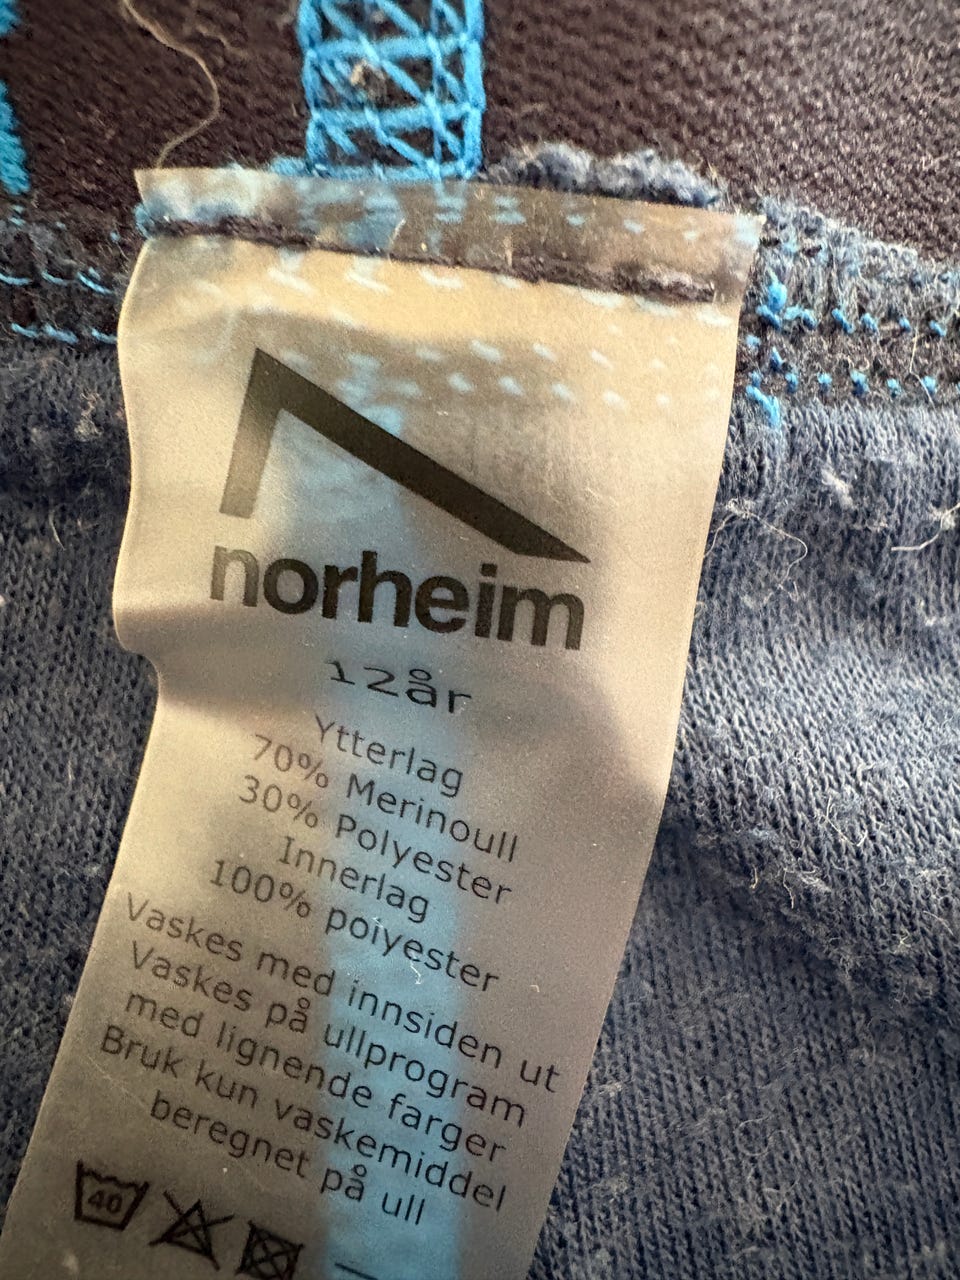 norheim
12år
Ytterlag
70% Merinoull
30% Polyester
Innerlag
100% polyester
Vaskes med innsiden ut
Vaskes på ullprogram
med lignende farger
Bruk kun vaskemiddel
beregnet på ull
40